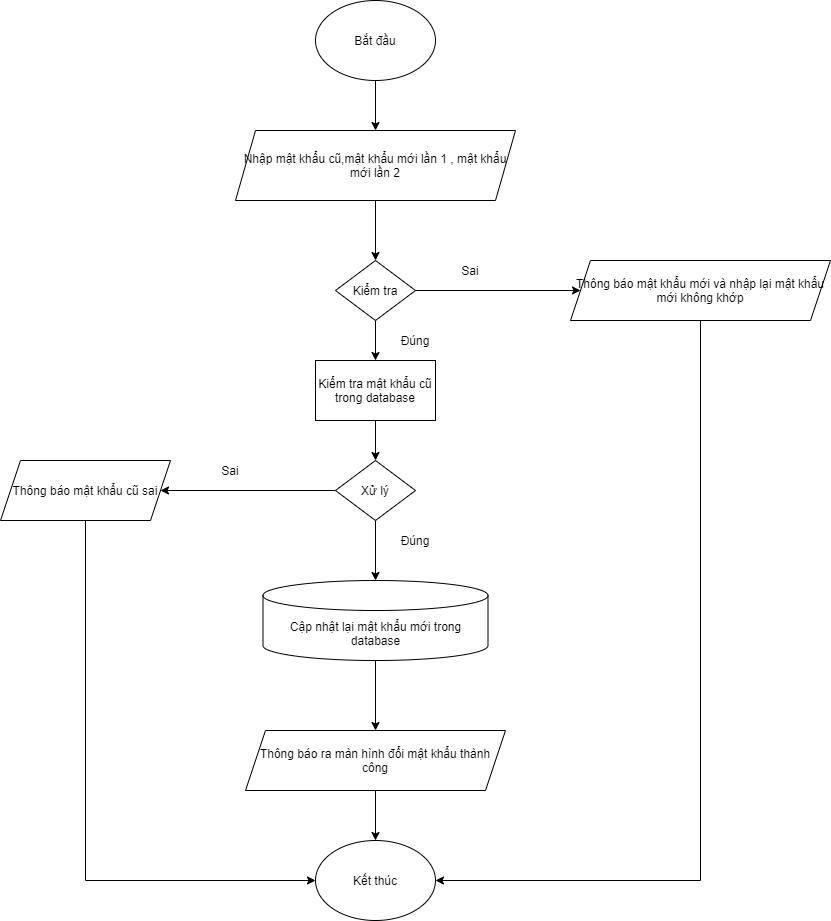 Bắt đầu
Nhập mật khẩu cũ,mật khẩu mới lần 1 , mật khẩu
mới lần 2
Kiểm tra
Sai
Thông báo mật khẩu mới và nhập lại mật khẩu
mới không khớp
Đúng
Kiểm tra mật khẩu cũ
trong database
Xử lý
Sai
Thông báo mật khẩu cũ sai
Đúng
Cập nhật lại mật khẩu mới trong
database
Thông báo ra màn hình đổi mật khẩu thành
công
Kết thúc